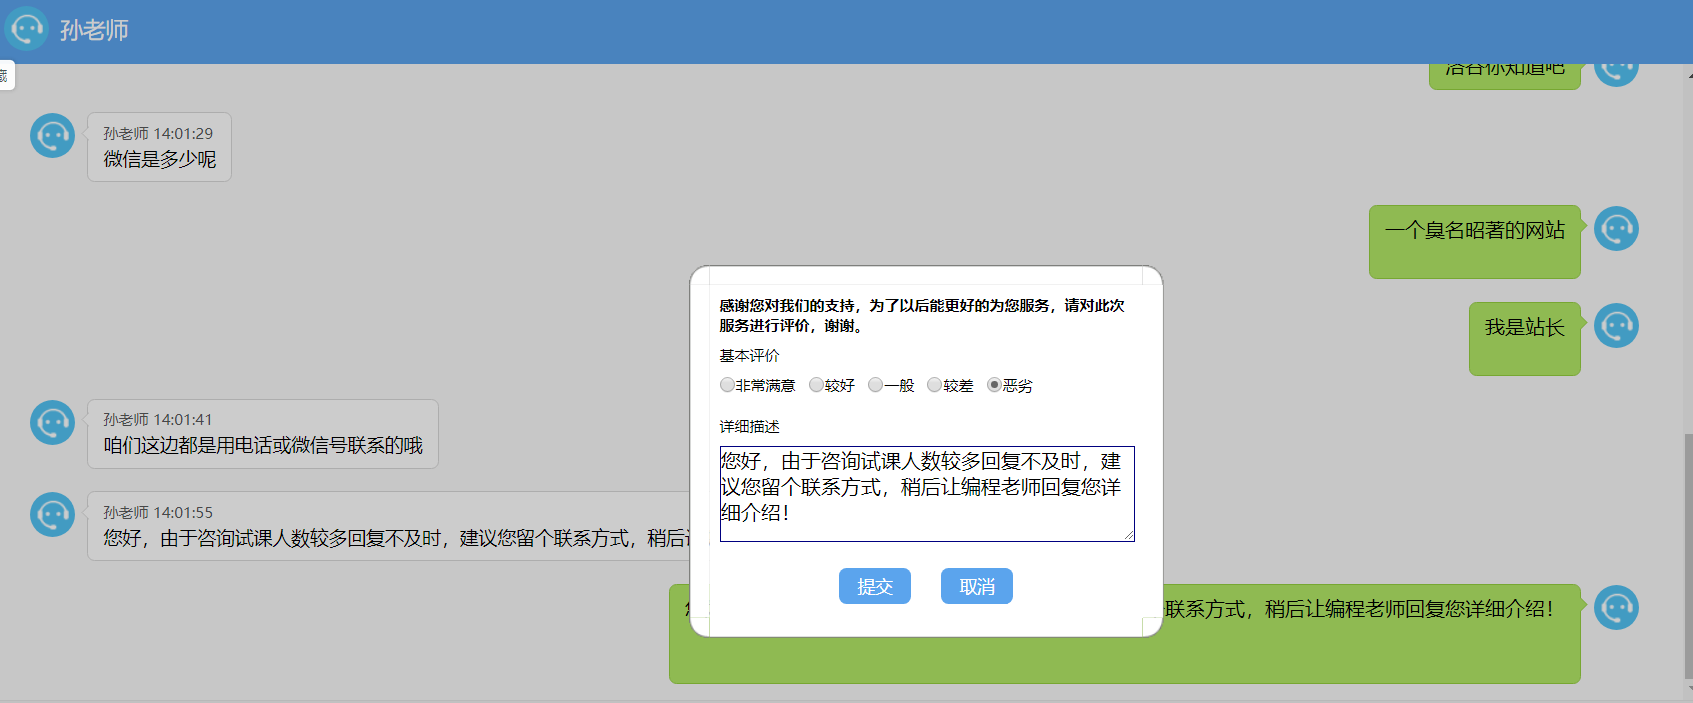 孙老师
藏
洛谷你知道吧
孙老师 14:01:29
微信是多少呢
一个臭名昭著的网站
我是站长
孙老师 14:01:41
咱们这边都是用电话或微信号联系的哦
孙老师 14:01:55
您好，由于咨询试课人数较多回复不及时，建议您留个联系方式，稍后
联系方式，稍后让编程老师回复您详细介绍！
感谢您对我们的支持，为了以后能更好的为您服务，请对此次
服务进行评价，谢谢。
基本评价
非常满意 较好 一般 较差 恶劣
详细描述
您好，由于咨询试课人数较多回复不及时，建
议您留个联系方式，稍后让编程老师回复您详
细介绍！
提交 取消